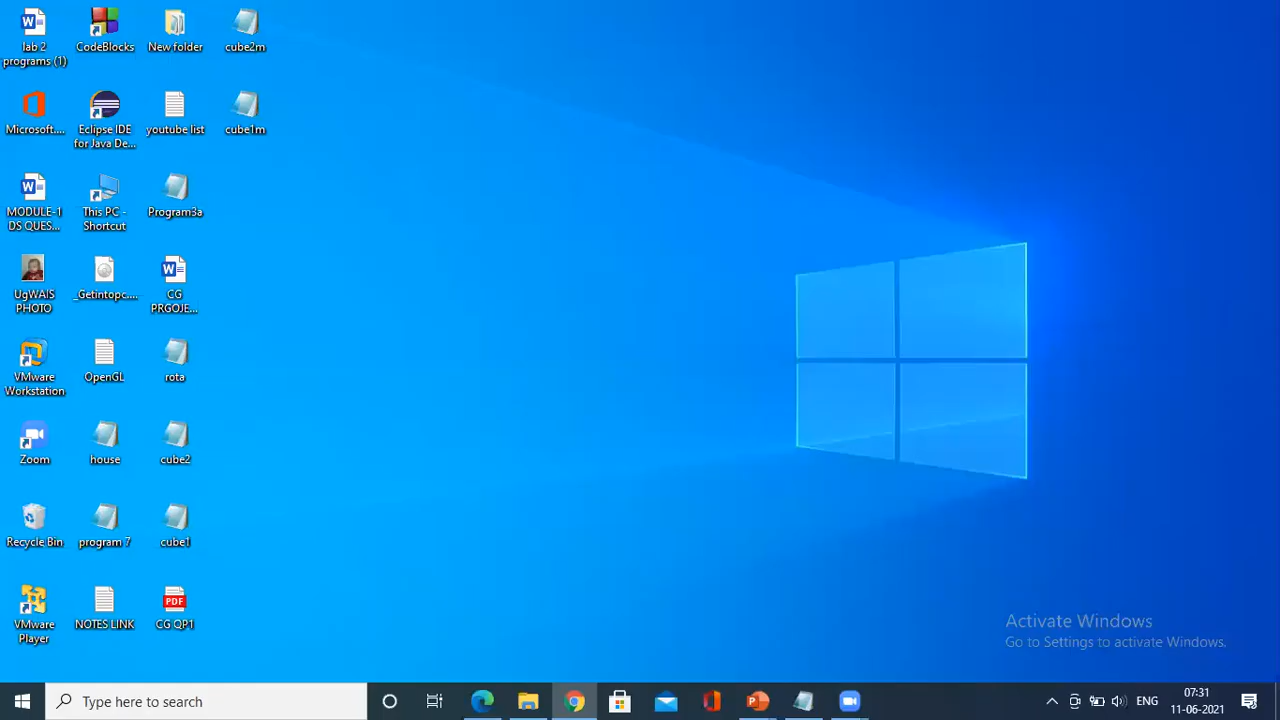 lab 2
programs (1)
CodeBlocks
New folder
cube2m
Microsoft....
Eclipse IDE
for Java De...
youtube list
cube1m
MODULE-1
DS QUES...
This PC -
Shortcut
Program3a
UgWAIS
PHOTO
_Getintopc....
CG
PRGOJE...
VMware
Workstation
OpenGL
rota
Zoom
house
cube2
Recycle Bin
program 7
cube1
VMware
Player
NOTES LINK
PDF
CG QP1
Activate Windows
Go to Settings to activate Windows.
Type here to search
ENG
07:31
11-06-2021